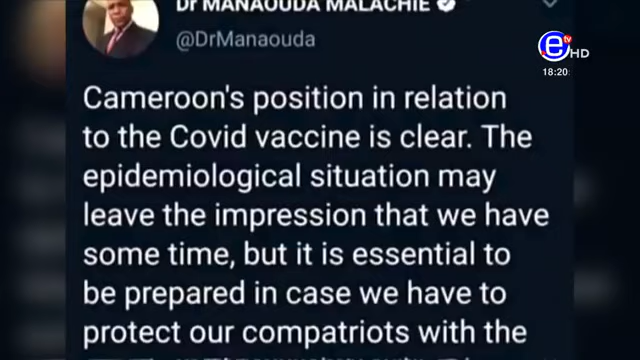 Dr MANAOUDA MALACHIE
@DrManaouda
e tv HD
18:20
Cameroon's position in relation
to the Covid vaccine is clear. The
epidemiological situation may
leave the impression that we have
some time, but it is essential to
be prepared in case we have to
protect our compatriots with the